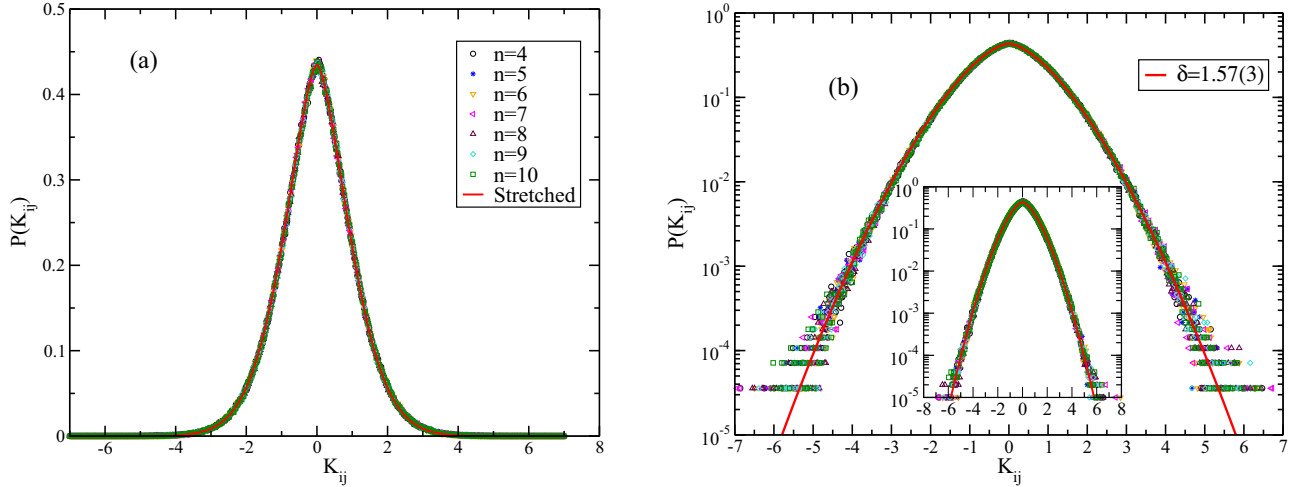 (a)
n=4
n=5
n=6
n=7
n=8
n=9
n=10
Stretched
P(K_ij)
0.4
0.3
0.2
0.1
0
-6 -4 -2 0 2 4 6 8
K_ij
(b)
δ=1.57(3)
P(K_ij)
10^0
10^-1
10^-2
10^-3
10^-4
10^-5
-7 -6 -5 -4 -3 -2 -1 0 1 2 3 4 5 6 7
K_ij
10^0
10^-1
10^-2
10^-3
10^-4
10^-5
-8 -6 -4 -2 0 2 4 6 8